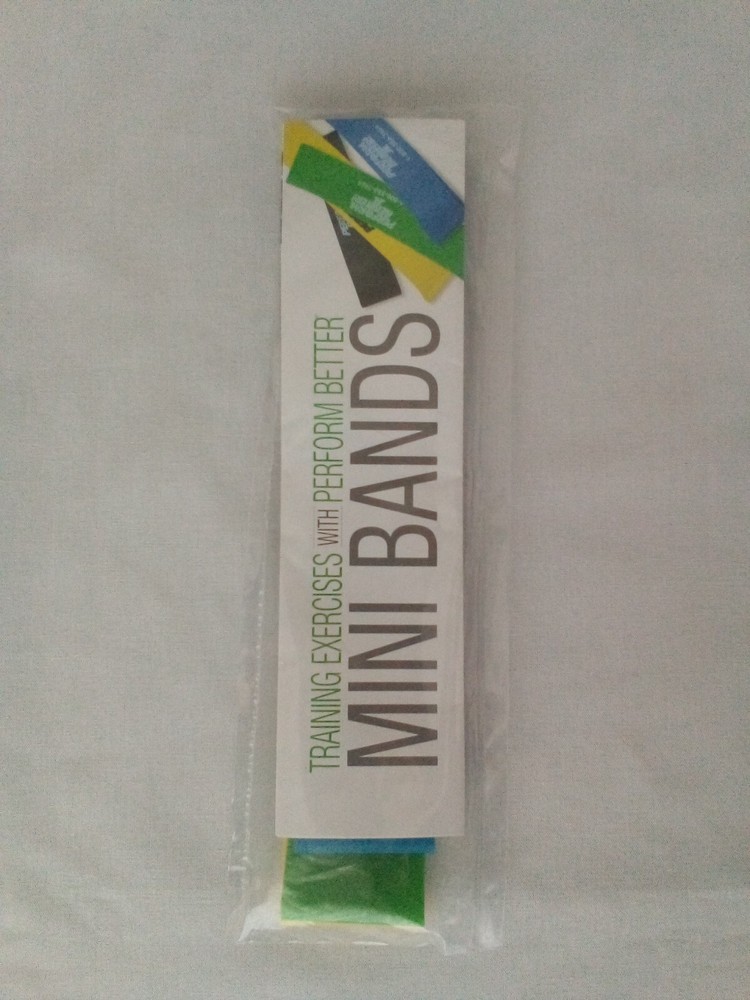 TRAINING EXERCISES WITH PERFORM BETTER
MINI BANDS